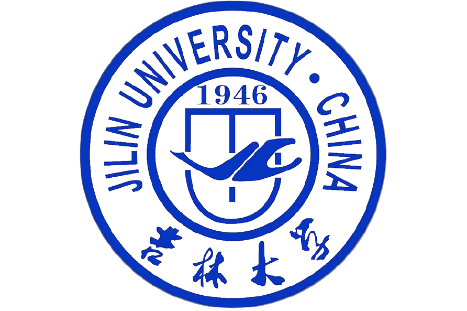 JILIN UNIVERSITY · CHINA
1946
吉林大学